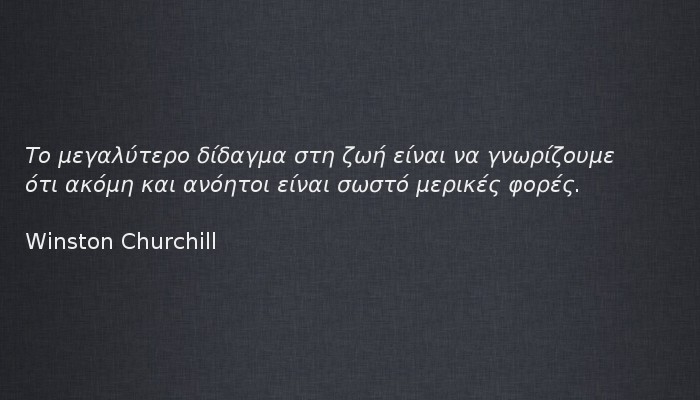 Το μεγαλύτερο δίδαγμα στη ζωή είναι να γνωρίζουμε
ότι ακόμη και ανόητοι είναι σωστό μερικές φορές.
Winston Churchill